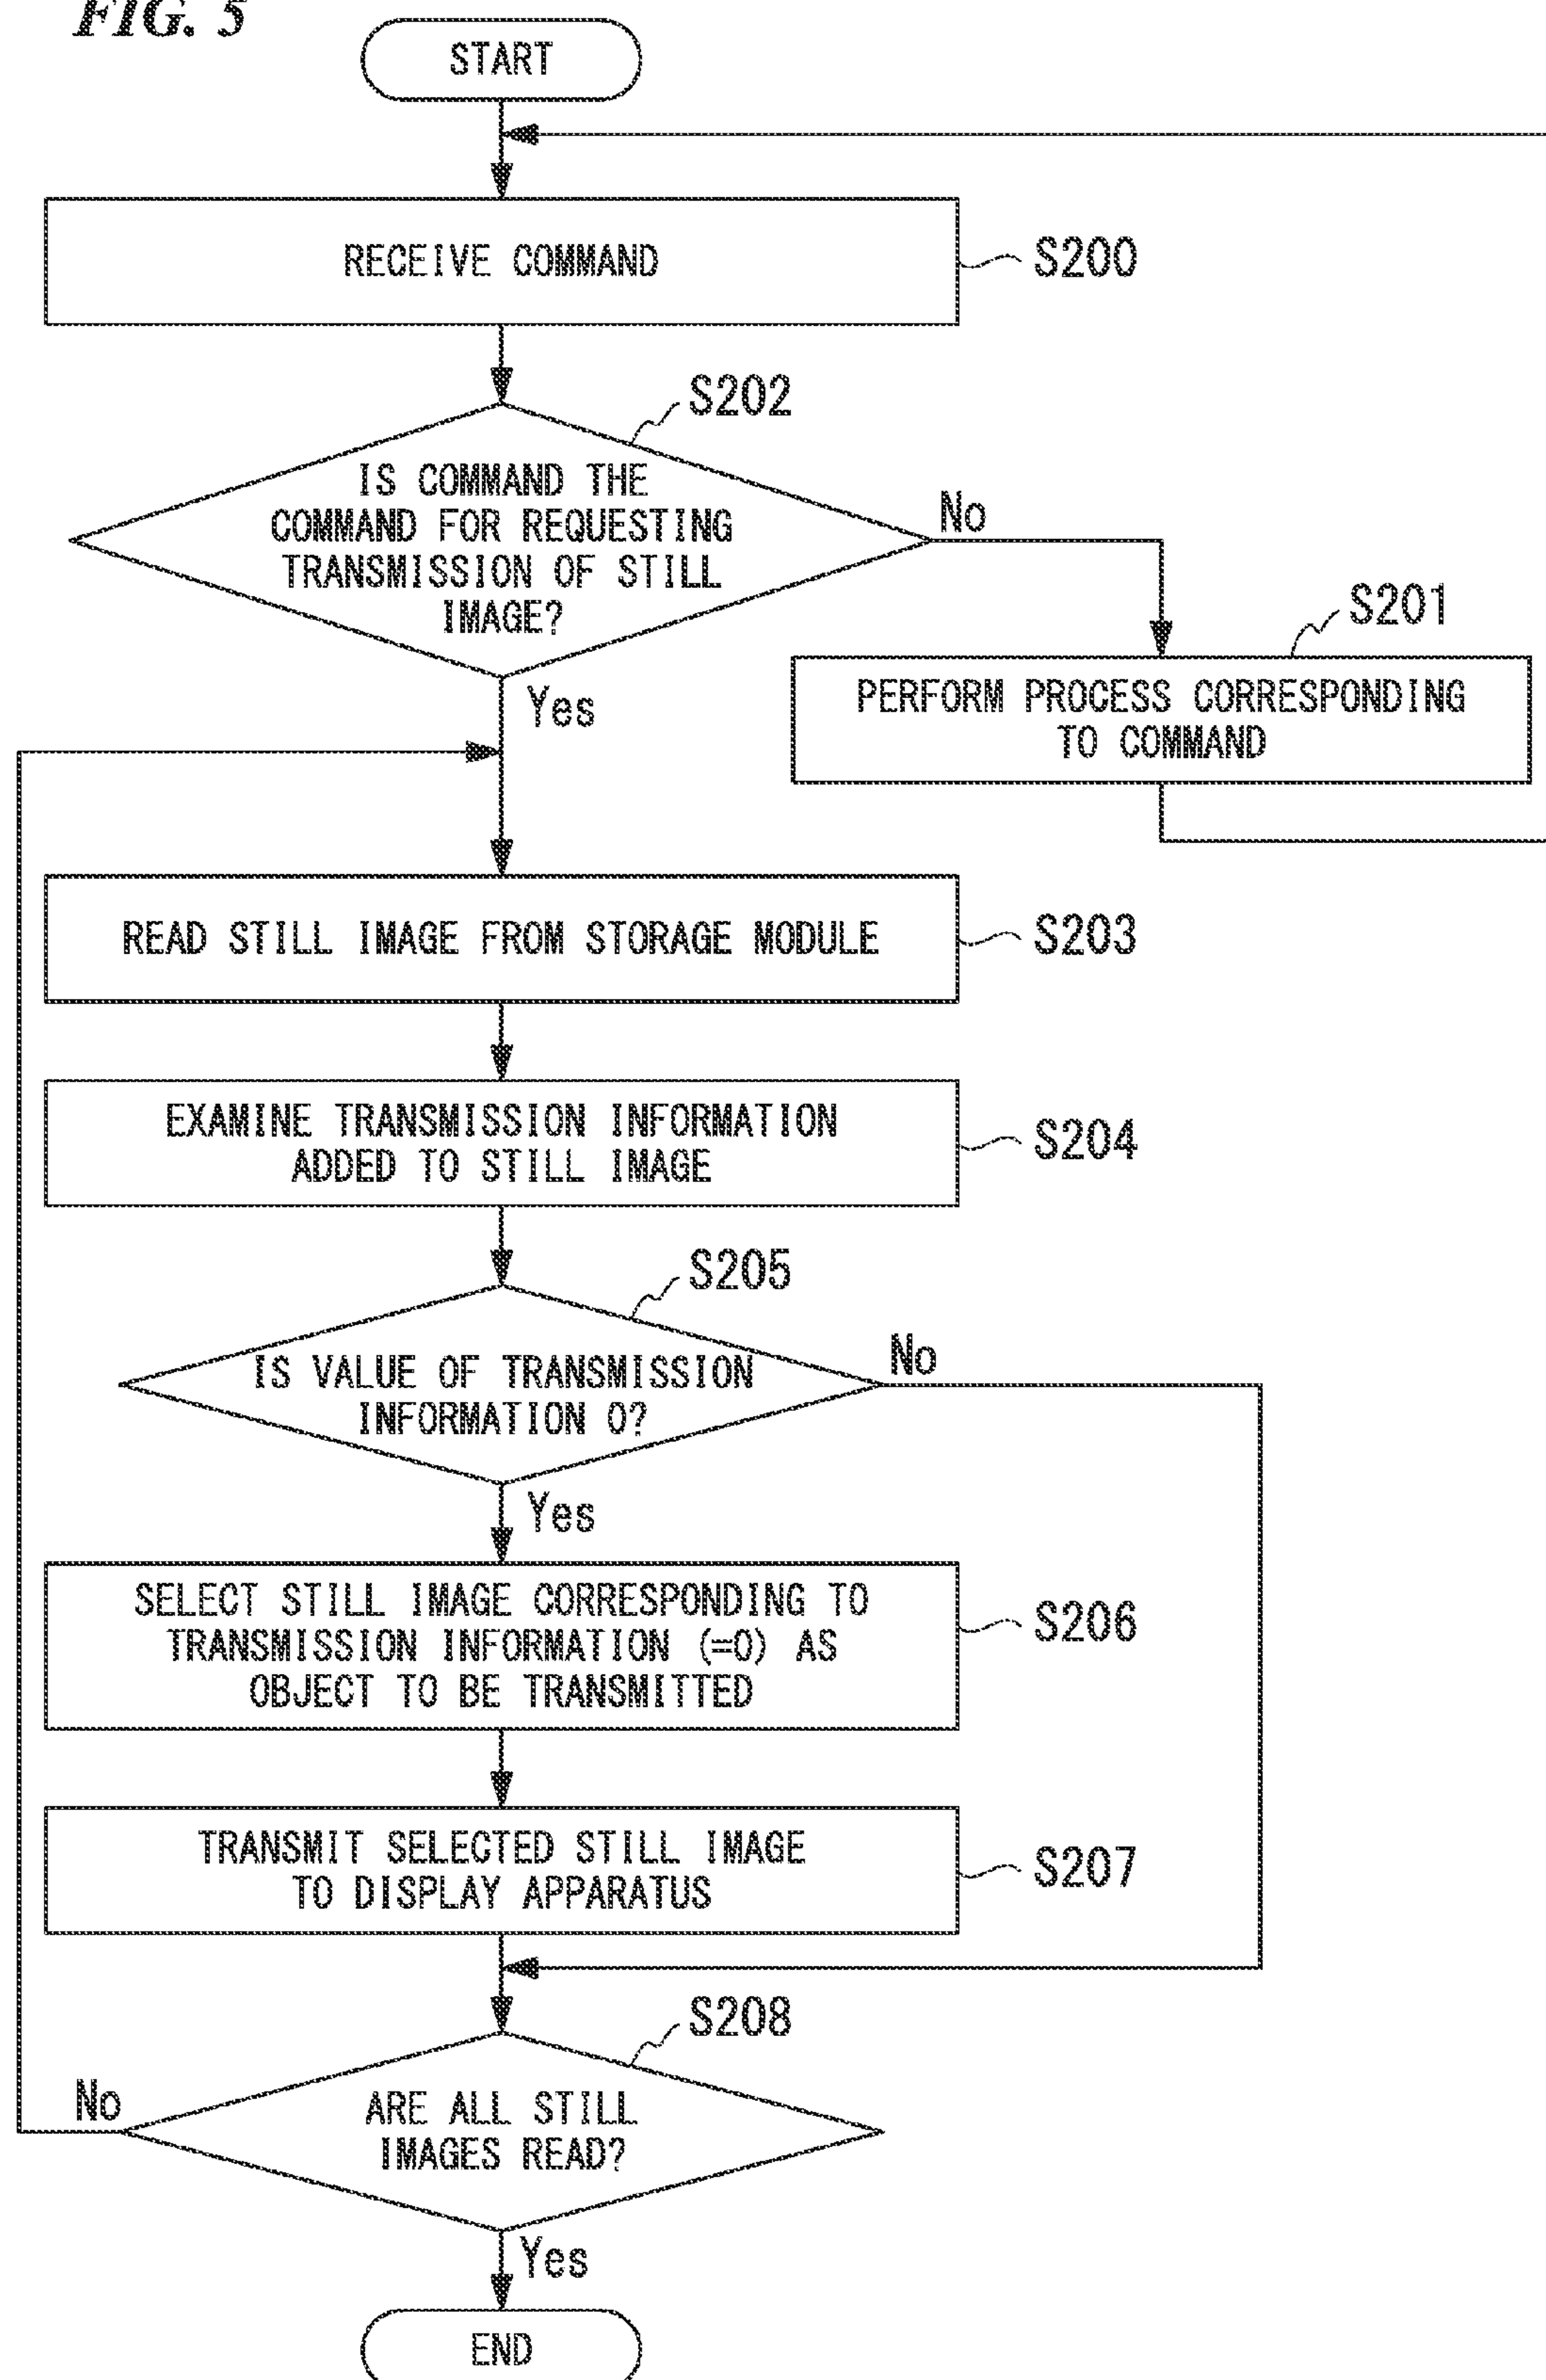 FIG. 5
START
RECEIVE COMMAND
S200
S202
IS COMMAND THE
COMMAND FOR REQUESTING
TRANSMISSION OF STILL
IMAGE?
No
Yes
S201
PERFORM PROCESS CORRESPONDING
TO COMMAND
READ STILL IMAGE FROM STORAGE MODULE
S203
EXAMINE TRANSMISSION INFORMATION
ADDED TO STILL IMAGE
S204
S205
IS VALUE OF TRANSMISSION
INFORMATION 0?
No
Yes
SELECT STILL IMAGE CORRESPONDING TO
TRANSMISSION INFORMATION (=0) AS
OBJECT TO BE TRANSMITTED
S206
TRANSMIT SELECTED STILL IMAGE
TO DISPLAY APPARATUS
S207
S208
ARE ALL STILL
IMAGES READ?
No
Yes
END